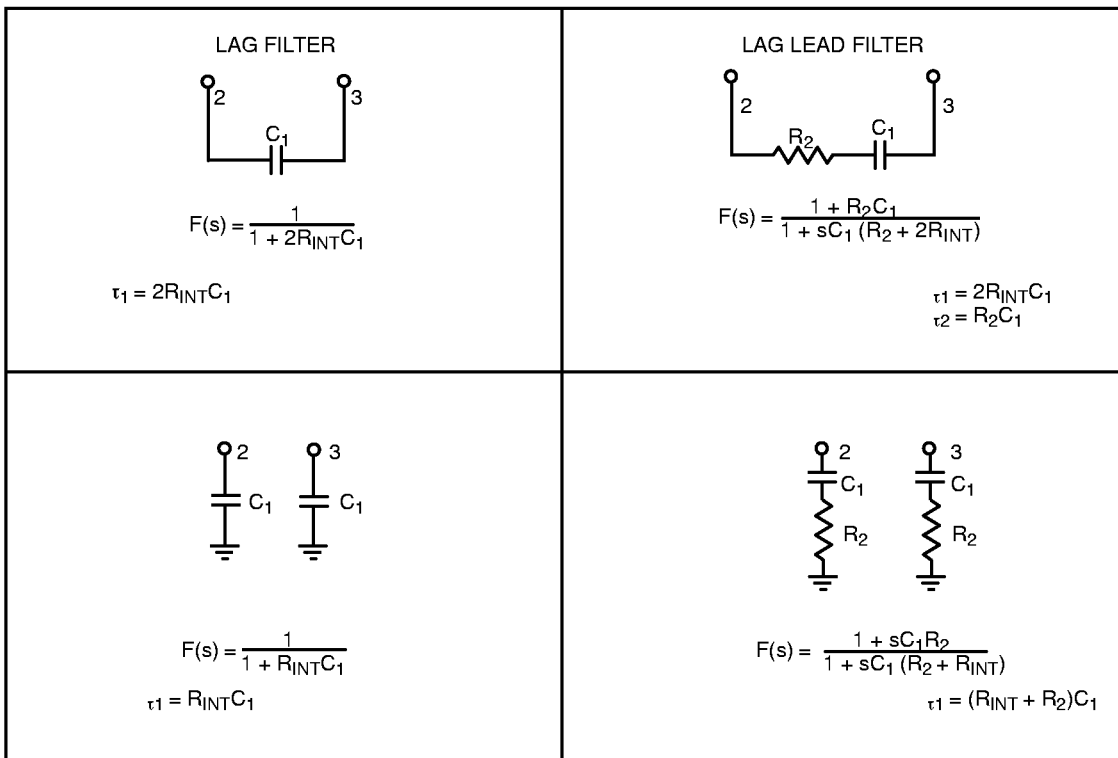 LAG FILTER
2
3
C1
F(s) = 1 / 1 + 2RINTC1
τ1 = 2RINTC1
LAG LEAD FILTER
2
3
R2
C1
F(s) = 1 + R2C1 / 1 + sC1 (R2 + 2RINT)
τ1 = 2RINTC1
τ2 = R2C1
2
3
C1
C1
F(s) = 1 / 1 + RINTC1
τ1 = RINTC1
2
3
C1
C1
R2
R2
F(s) = 1 + sC1R2 / 1 + sC1 (R2 + RINT)
τ1 = (RINT + R2)C1